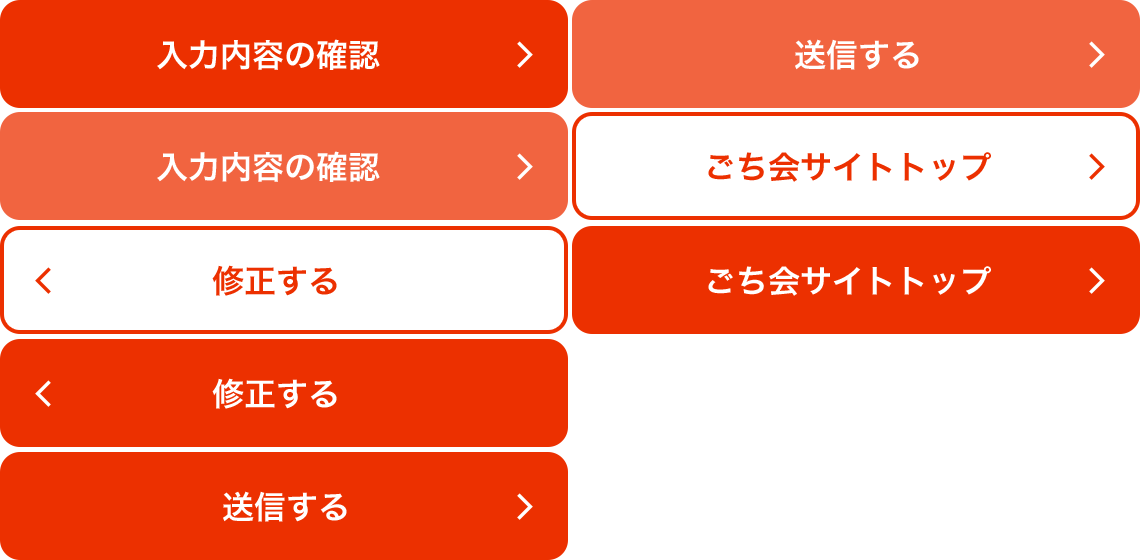 入力内容の確認
送信する
入力内容の確認
ごち会サイトトップ
修正する
ごち会サイトトップ
修正する
送信する